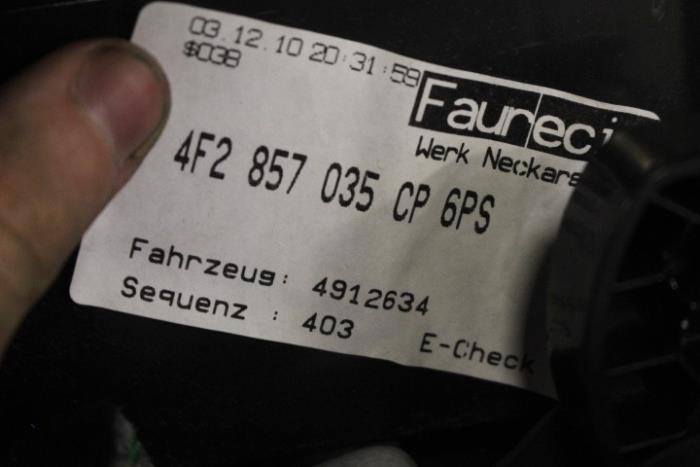 03.12.10 20:31:59
$038
Faureci
Werk Neckars
4F2 857 035 CP 6PS
Fahrzeug: 4912634
Sequenz : 403
E-Check